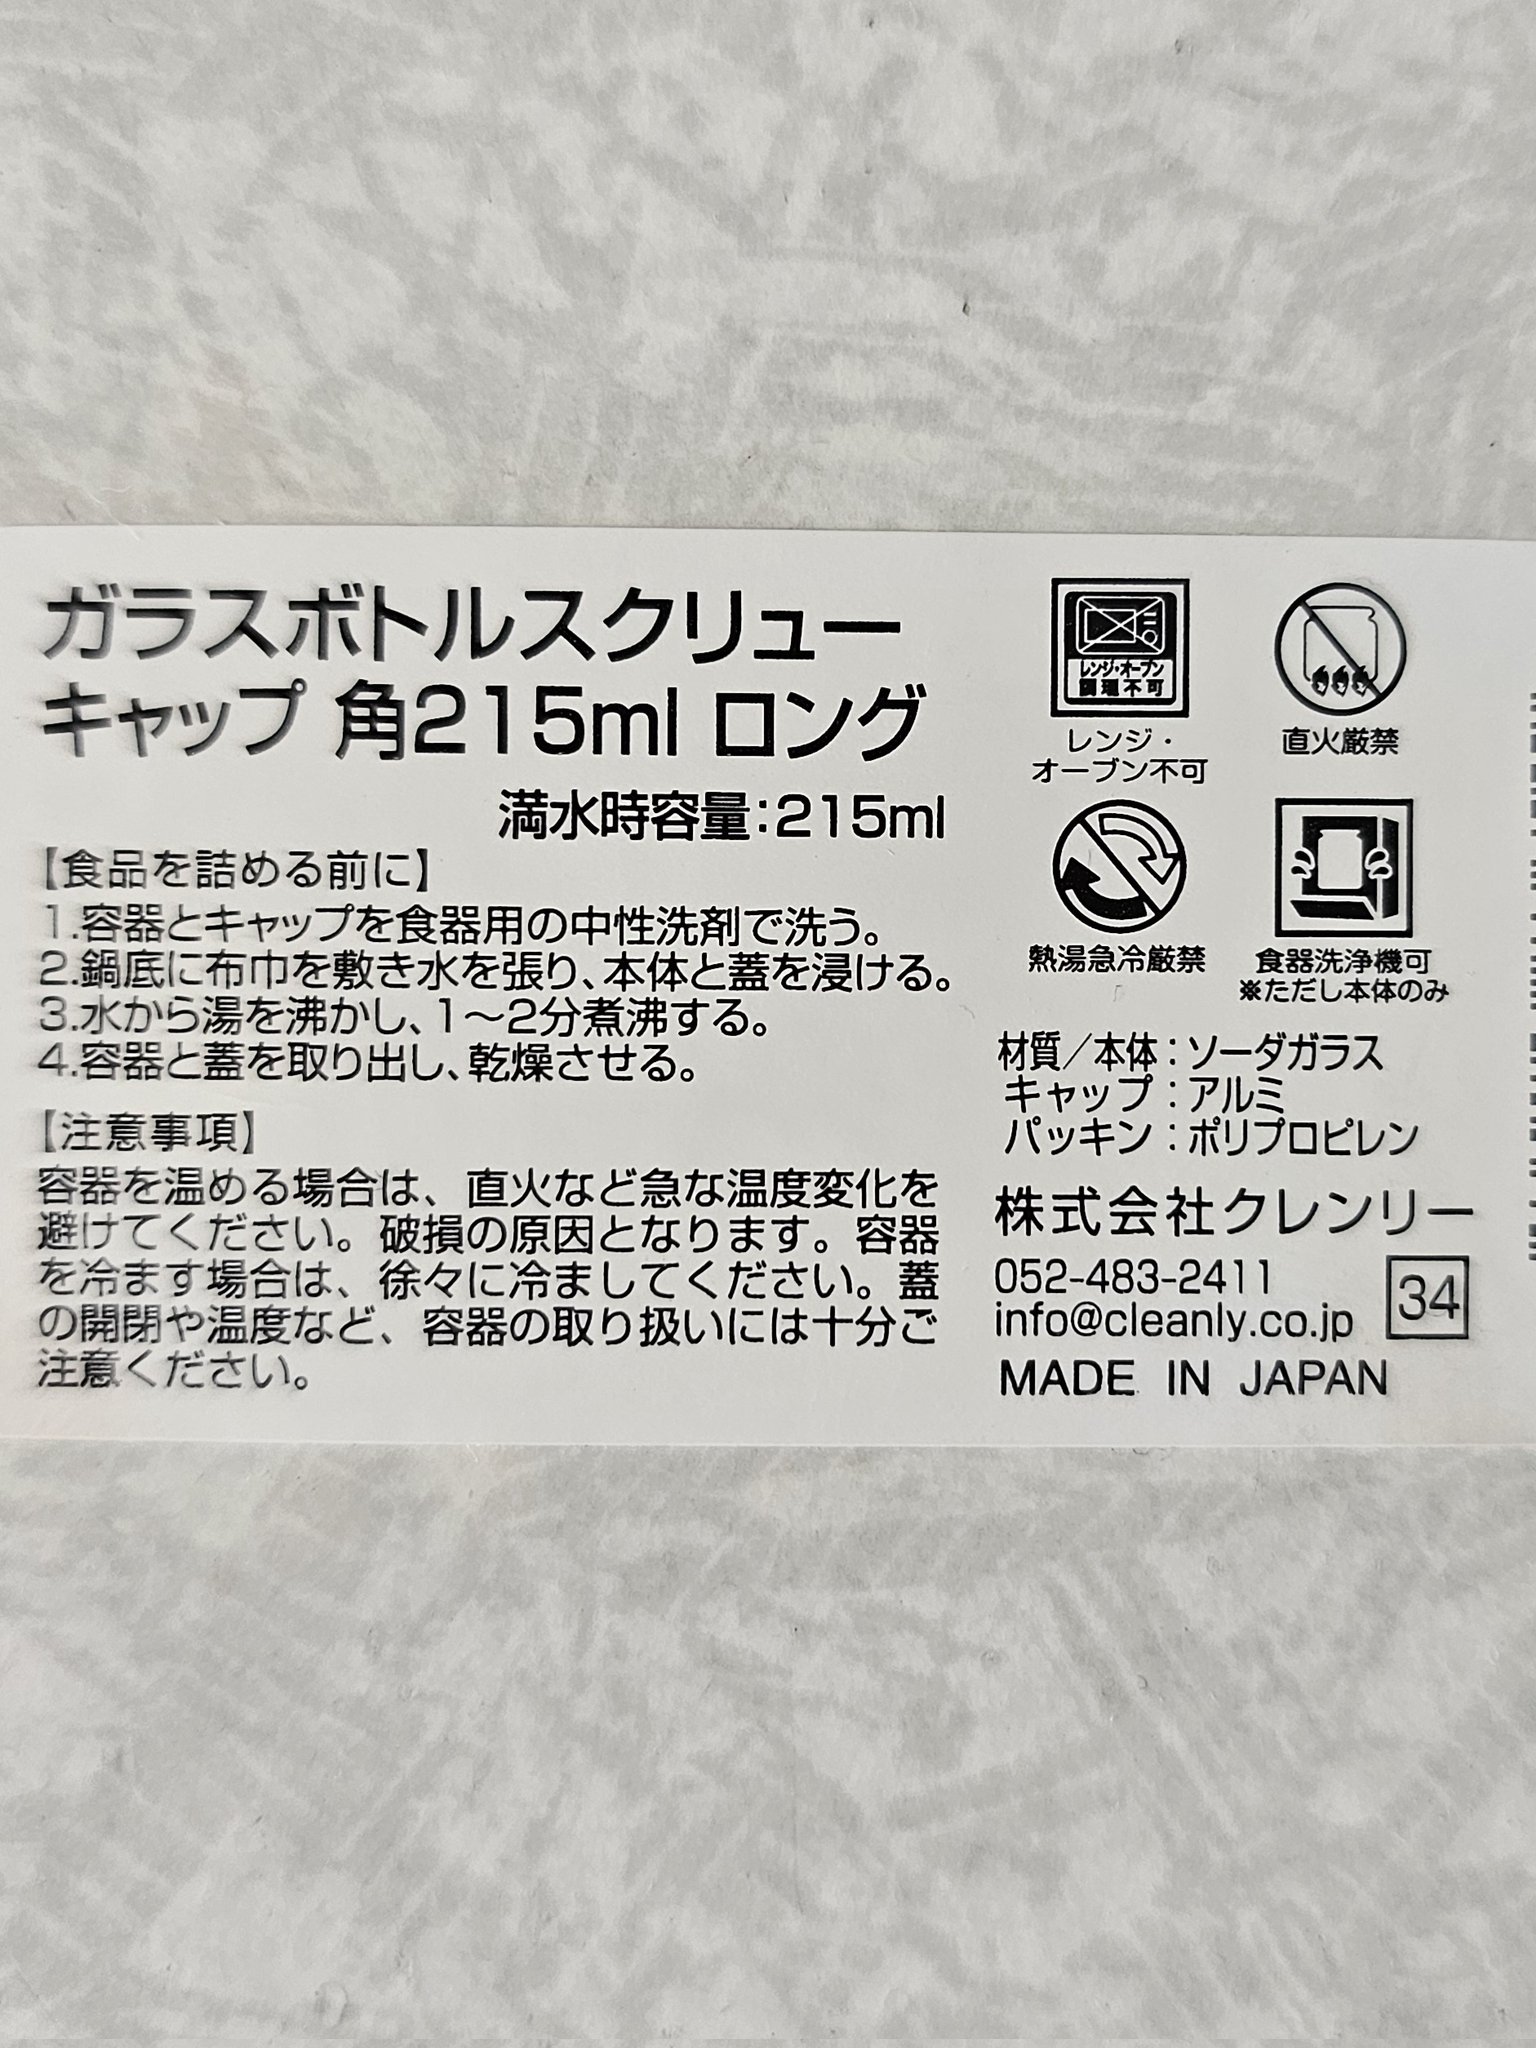 ガラスボトルスクリュー
キャップ 角215ml ロング
満水時容量：215ml
【食品を詰める前に】
1.容器とキャップを食器用の中性洗剤で洗う。
2.鍋底に布巾を敷き水を張り、本体と蓋を浸ける。
3.水から湯を沸かし、1～2分煮沸する。
4.容器と蓋を取り出し、乾燥させる。
【注意事項】
容器を温める場合は、直火など急な温度変化を
避けてください。破損の原因となります。容器
を冷ます場合は、徐々に冷ましてください。蓋
の開閉や温度など、容器の取り扱いには十分ご
注意ください。
レンジ・オーブン
調理不可
レンジ・
オーブン不可
直火厳禁
熱湯急冷厳禁
食器洗浄機可
※ただし本体のみ
材質／本体：ソーダガラス
キャップ：アルミ
パッキン：ポリプロピレン
株式会社クレンリー
052-483-2411
info@cleanly.co.jp
34
MADE IN JAPAN